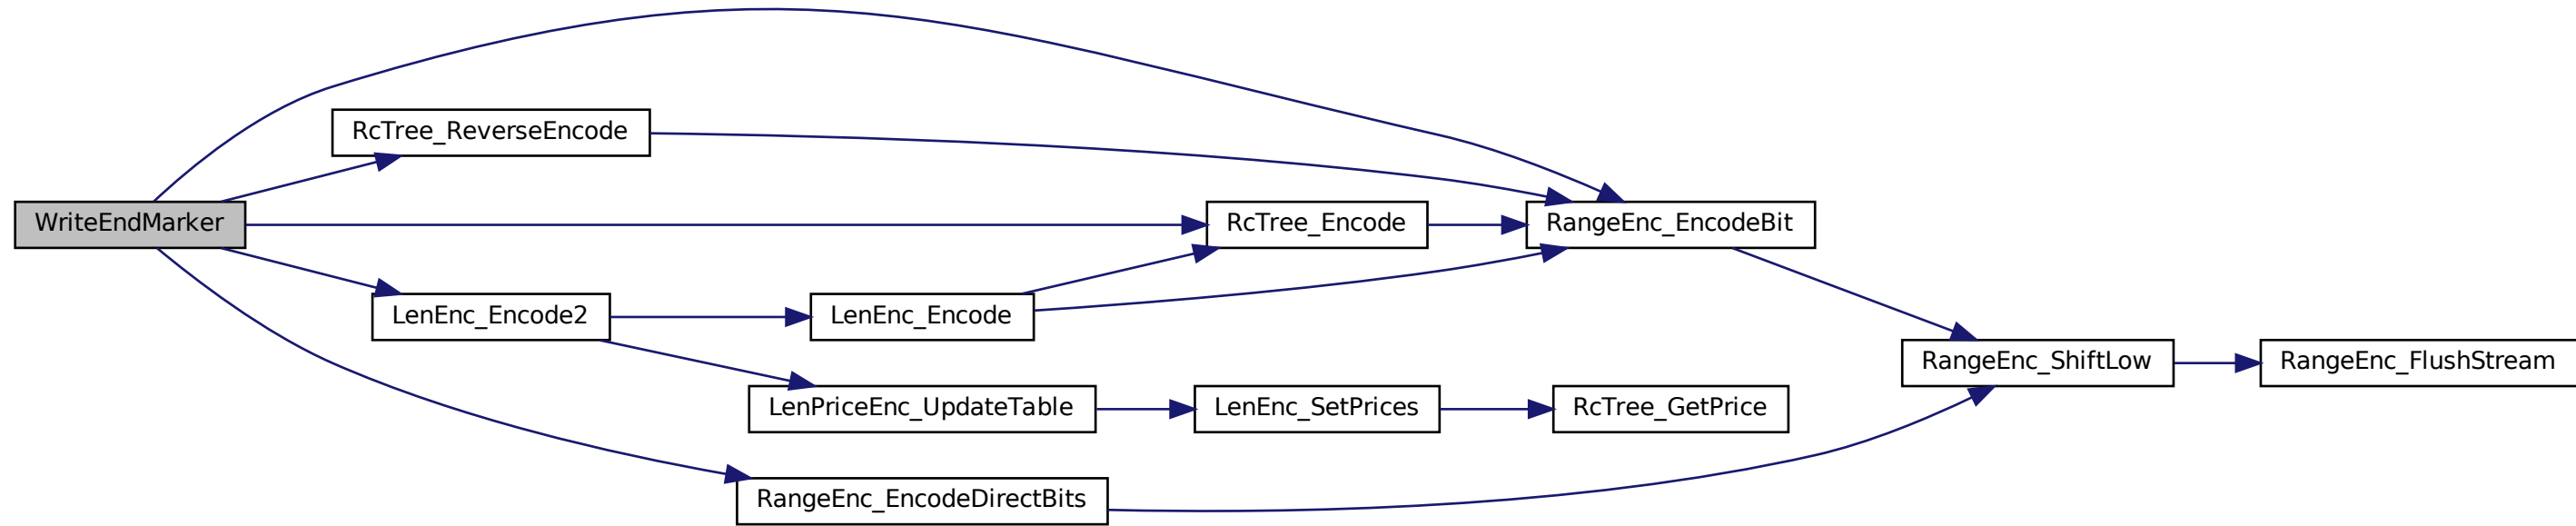 RcTree_ReverseEncode
WriteEndMarker
RcTree_Encode
RangeEnc_EncodeBit
LenEnc_Encode2
LenEnc_Encode
RangeEnc_ShiftLow
RangeEnc_FlushStream
LenPriceEnc_UpdateTable
LenEnc_SetPrices
RcTree_GetPrice
RangeEnc_EncodeDirectBits